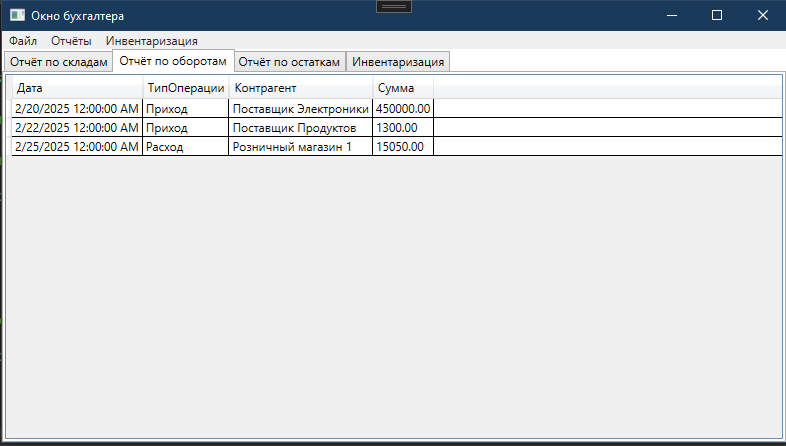 Окно бухгалтера
Файл Отчёты Инвентаризация
Отчёт по складам Отчёт по оборотам Отчёт по остаткам Инвентаризация
Дата ТипОперации Контрагент Сумма
2/20/2025 12:00:00 AM Приход Поставщик Электроники 450000.00
2/22/2025 12:00:00 AM Приход Поставщик Продуктов 1300.00
2/25/2025 12:00:00 AM Расход Розничный магазин 1 15050.00